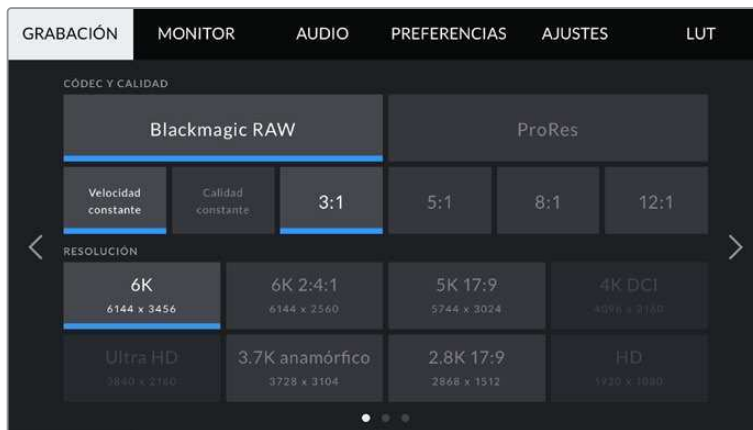 GRABACIÓN MONITOR AUDIO PREFERENCIAS AJUSTES LUT
CÓDEC Y CALIDAD
Blackmagic RAW ProRes
Velocidad constante Calidad constante 3:1 5:1 8:1 12:1
RESOLUCIÓN
6K 6K 2:4:1 5K 17:9 4K DCI
6144 x 3456 6144 x 2560 5744 x 3024 4096 x 2160
Ultra HD 3.7K anamórfico 2.8K 17:9 HD
3840 x 2160 3728 x 3104 2868 x 1512 1920 x 1080